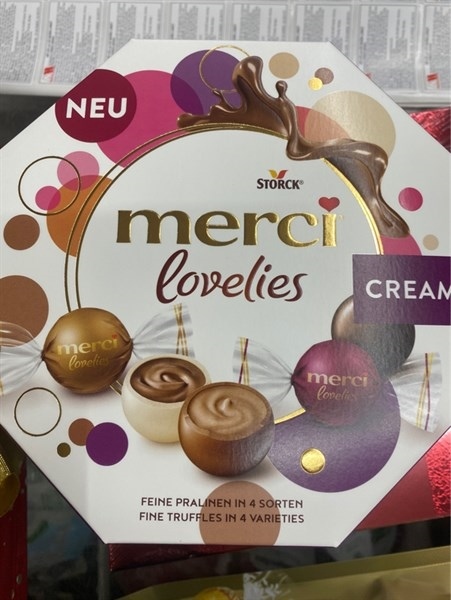 NEU
STORCK®
merci
lovelies
CREAM
merci
lovelies
merci
lovelies
FEINE PRALINEN IN 4 SORTEN
FINE TRUFFLES IN 4 VARIETIES